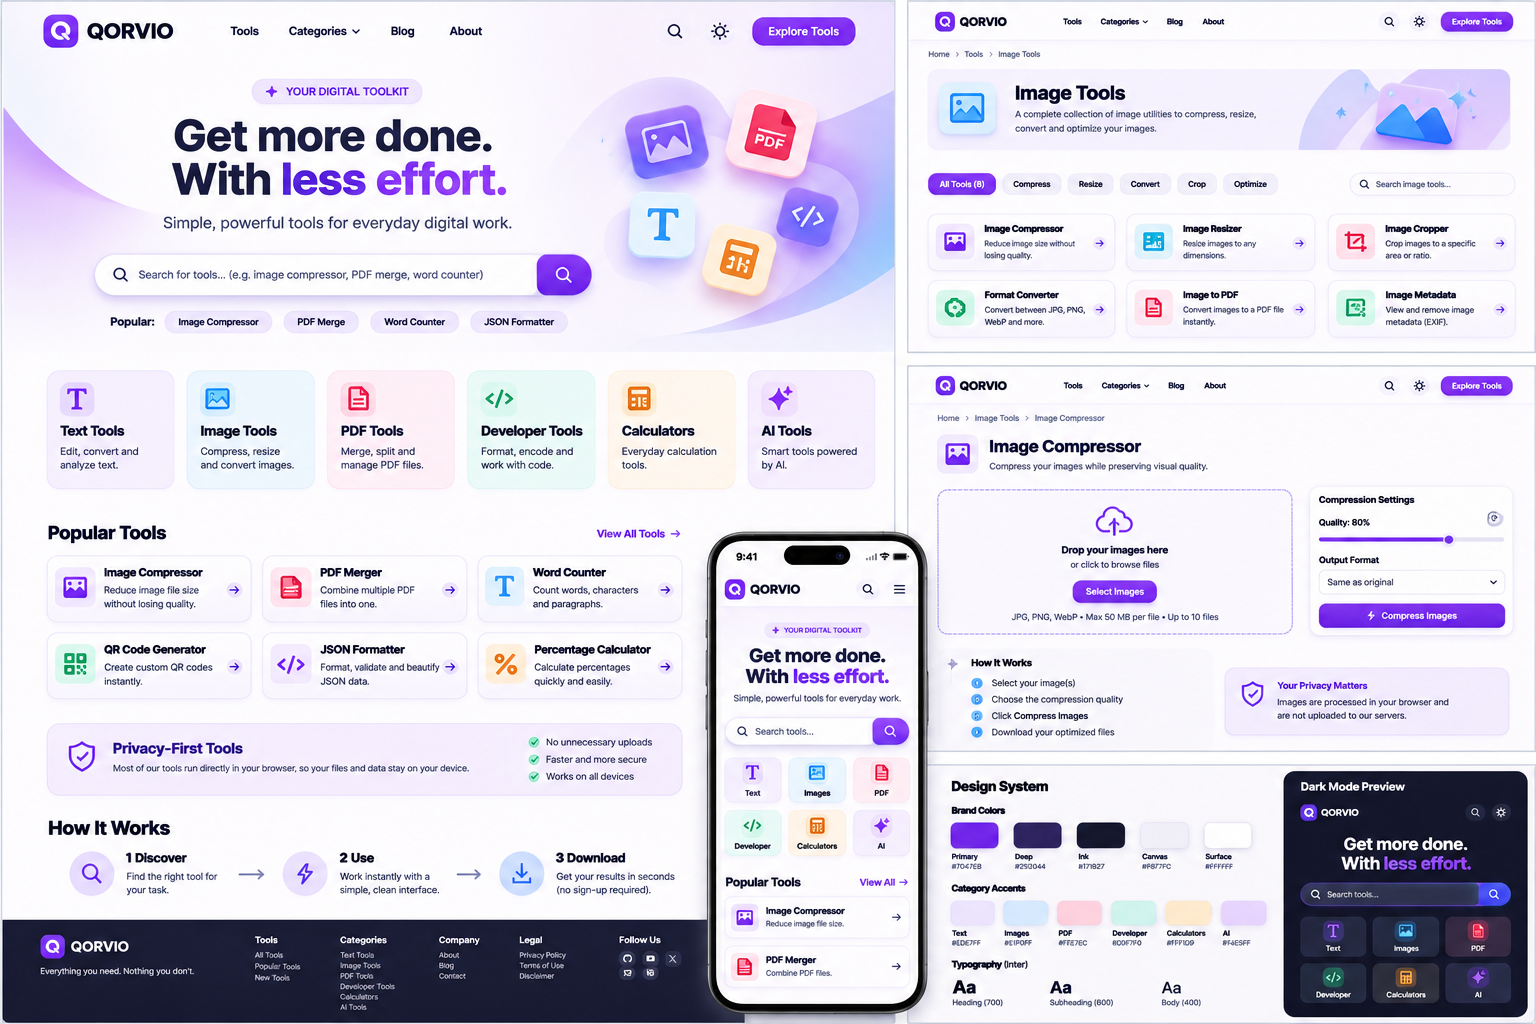 QORVIO
Tools
Categories
Blog
About
Explore Tools
YOUR DIGITAL TOOLKIT
Get more done.
With less effort.
Simple, powerful tools for everyday digital work.
PDF
T
</>
Search for tools... (e.g. image compressor, PDF merge, word counter)
Popular:
Image Compressor
PDF Merge
Word Counter
JSON Formatter
T
Text Tools
Edit, convert and
analyze text.
Image Tools
Compress, resize
and convert images.
PDF Tools
Merge, split and
manage PDF files.
</>
Developer Tools
Format, encode and
work with code.
Calculators
Everyday calculation
tools.
AI Tools
Smart tools powered
by AI.
Popular Tools
View All Tools →
Image Compressor
Reduce image file size
without losing quality.
PDF Merger
Combine multiple PDF
files into one.
T
Word Counter
Count words, characters
and paragraphs.
QR Code Generator
Create custom QR codes
instantly.
</>
JSON Formatter
Format, validate and beautify
JSON data.
%
Percentage Calculator
Calculate percentages
quickly and easily.
Privacy-First Tools
Most of our tools run directly in your browser, so your files and data stay on your device.
No unnecessary uploads
Faster and more secure
Works on all devices
How It Works
1 Discover
Find the right tool for
your task.
2 Use
Work instantly with a
simple, clean interface.
3 Download
Get your results in seconds
(no sign-up required).
QORVIO
Everything you need. Nothing you don't.
Tools
All Tools
Popular Tools
New Tools
Categories
Text Tools
Image Tools
PDF Tools
Developer Tools
Calculators
AI Tools
Company
About
Blog
Contact
Legal
Privacy Policy
Terms of Use
Disclaimer
Follow Us
9:41
QORVIO
YOUR DIGITAL TOOLKIT
Get more done.
With less effort.
Simple, powerful tools for everyday work.
Search tools...
T
Text
Images
PDF
</>
Developer
Calculators
AI
Popular Tools
View All →
Image Compressor
Reduce image file size.
PDF Merger
Combine PDF files.
QORVIO
Tools
Categories
Blog
About
Explore Tools
Home > Tools > Image Tools
Image Tools
A complete collection of image utilities to compress, resize,
convert and optimize your images.
All Tools (8)
Compress
Resize
Convert
Crop
Optimize
Search image tools...
Image Compressor
Reduce image size without
losing quality.
Image Resizer
Resize images to any
dimensions.
Image Cropper
Crop images to a specific
area or ratio.
Format Converter
Convert between JPG, PNG,
WebP and more.
Image to PDF
Convert images to a PDF file
instantly.
Image Metadata
View and remove image
metadata (EXIF).
QORVIO
Tools
Categories
Blog
About
Explore Tools
Home > Image Tools > Image Compressor
Image Compressor
Compress your images while preserving visual quality.
Drop your images here
or click to browse files
Select Images
JPG, PNG, WebP • Max 50 MB per file • Up to 10 files
Compression Settings
Quality: 80%
Output Format
Same as original
Compress Images
How It Works
Select your image(s)
Choose the compression quality
Click Compress Images
Download your optimized files
Your Privacy Matters
Images are processed in your browser and
are not uploaded to our servers.
Design System
Brand Colors
Primary
Deep
Ink
Canvas
Surface
#FFFFFF
Category Accents
Text
Images
PDF
Developer
Calculators
AI
Typography (Inter)
Aa
Heading (700)
Aa
Subheading (600)
Aa
Body (400)
Dark Mode Preview
QORVIO
Get more done.
With less effort.
Search tools...
T
Text
Images
PDF
</>
Developer
Calculators
AI